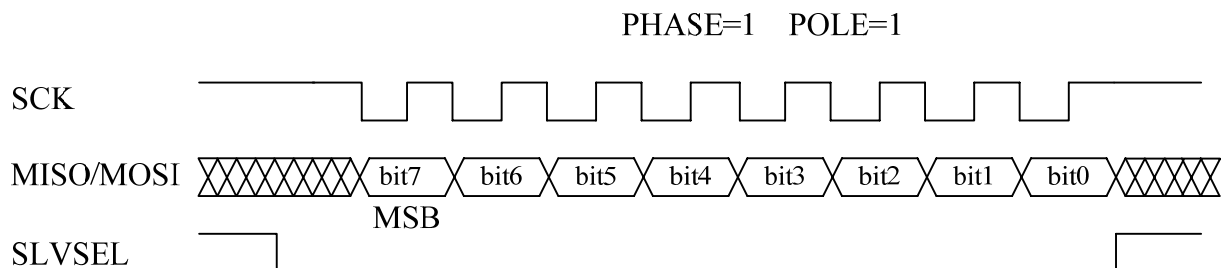 PHASE=1 POLE=1
SCK
MISO/MOSI bit7 bit6 bit5 bit4 bit3 bit2 bit1 bit0
MSB
SLVSEL